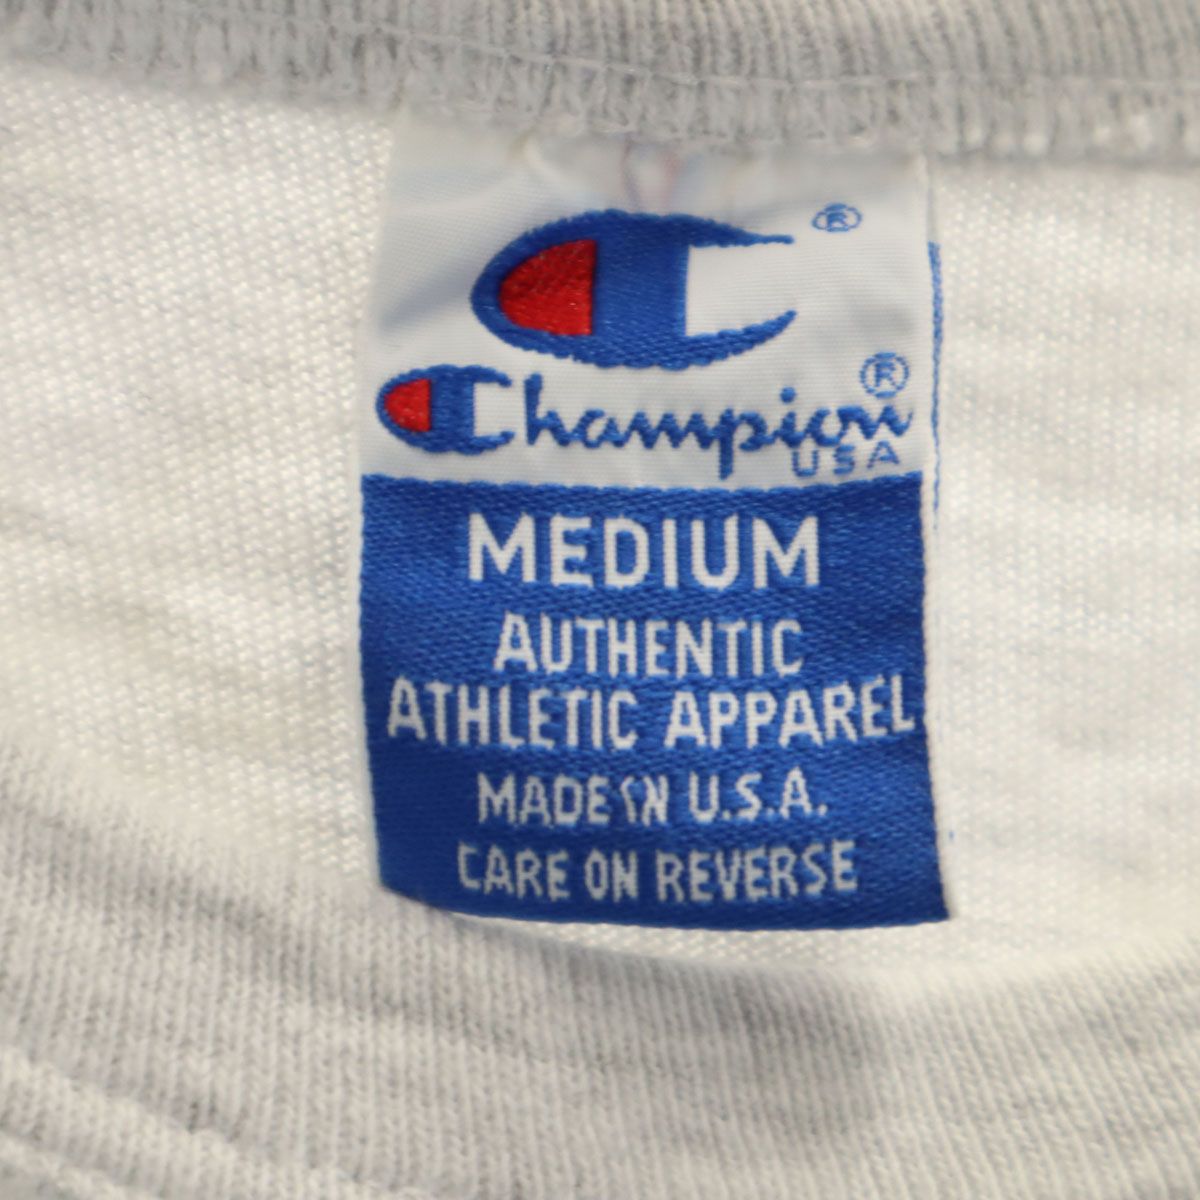 ®
Champion®
USA
MEDIUM
AUTHENTIC
ATHLETIC APPAREL
MADE IN U.S.A.
CARE ON REVERSE